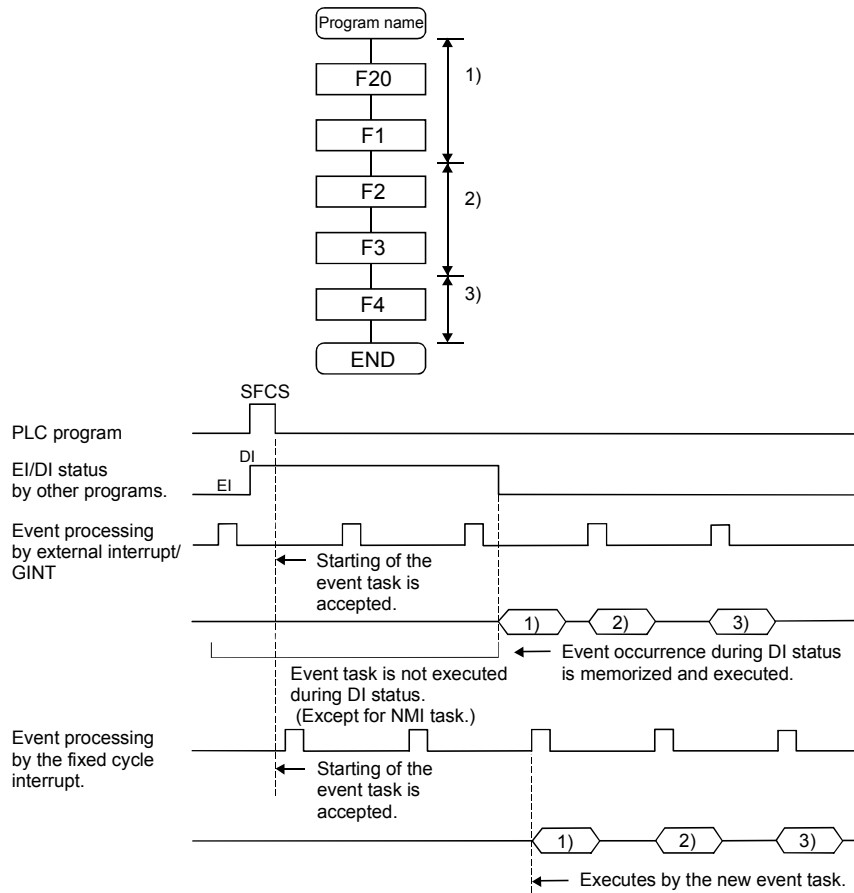 Program name
F20
1)
F1
F2
2)
F3
3)
F4
END
SFCS
PLC program
DI
EI/DI status
by other programs.
EI
Event processing
by external interrupt/
GINT
Starting of the
event task is
accepted.
1)
2)
3)
Event occurrence during DI status
is memorized and executed.
Event task is not executed
during DI status.
(Except for NMI task.)
Event processing
by the fixed cycle
interrupt.
Starting of the
event task is
accepted.
1)
2)
3)
Executes by the new event task.